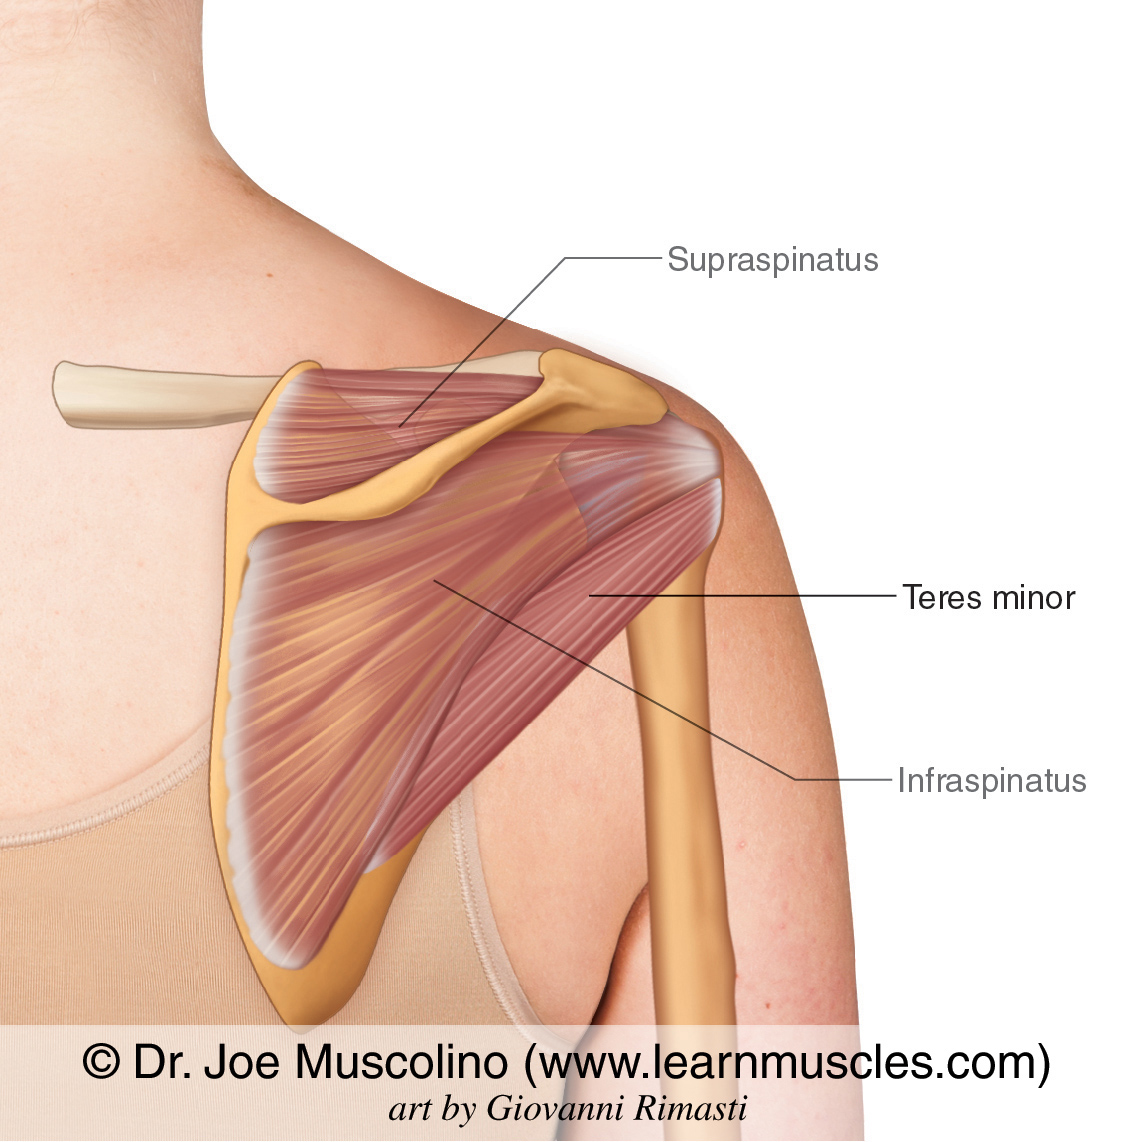 Supraspinatus
Teres minor
Infraspinatus
© Dr. Joe Muscolino (www.learnmuscles.com)
art by Giovanni Rimasti